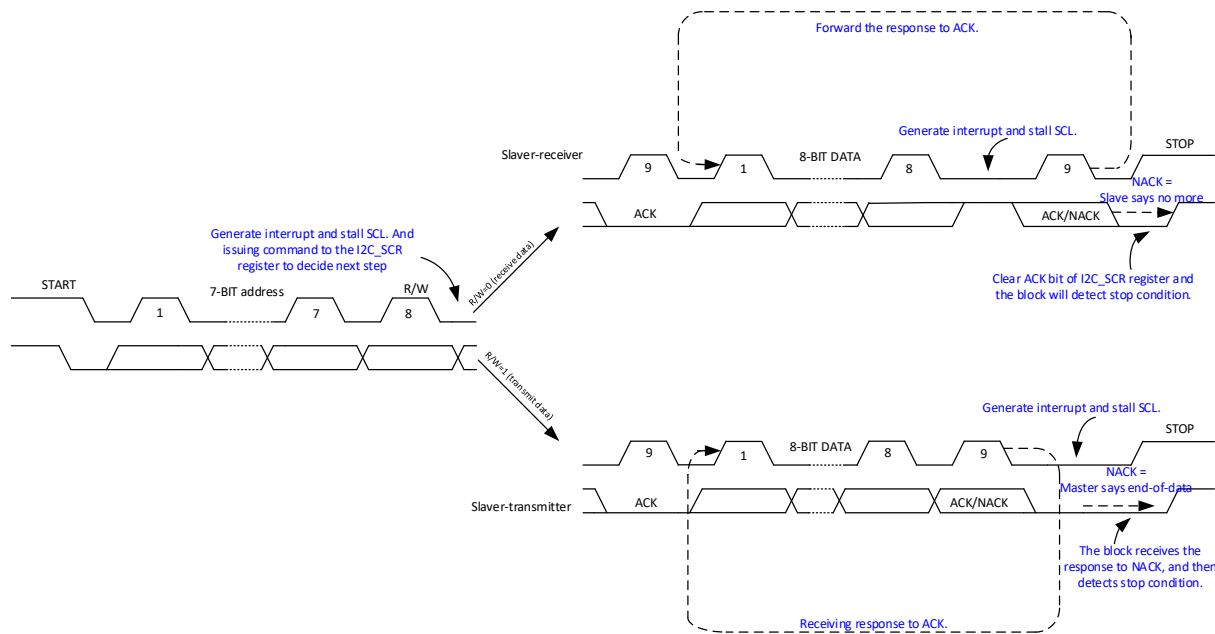 Forward the response to ACK.
Generate interrupt and stall SCL.
Slaver-receiver
8-BIT DATA
STOP
9
1
8
9
NACK =
Slave says no more
ACK
ACK/NACK
Generate interrupt and stall SCL. And
issuing command to the I2C_SCR
register to decide next step
R/W=0 (receive data)
Clear ACK bit of I2C_SCR register and
the block will detect stop condition.
START
7-BIT address
R/W
1
7
8
R/W=1 (transmit data)
Generate interrupt and stall SCL.
8-BIT DATA
STOP
9
1
8
9
NACK =
Master says end-of-data
Slaver-transmitter
ACK
ACK/NACK
The block receives the
response to NACK, and then
detects stop condition.
Receiving response to ACK.